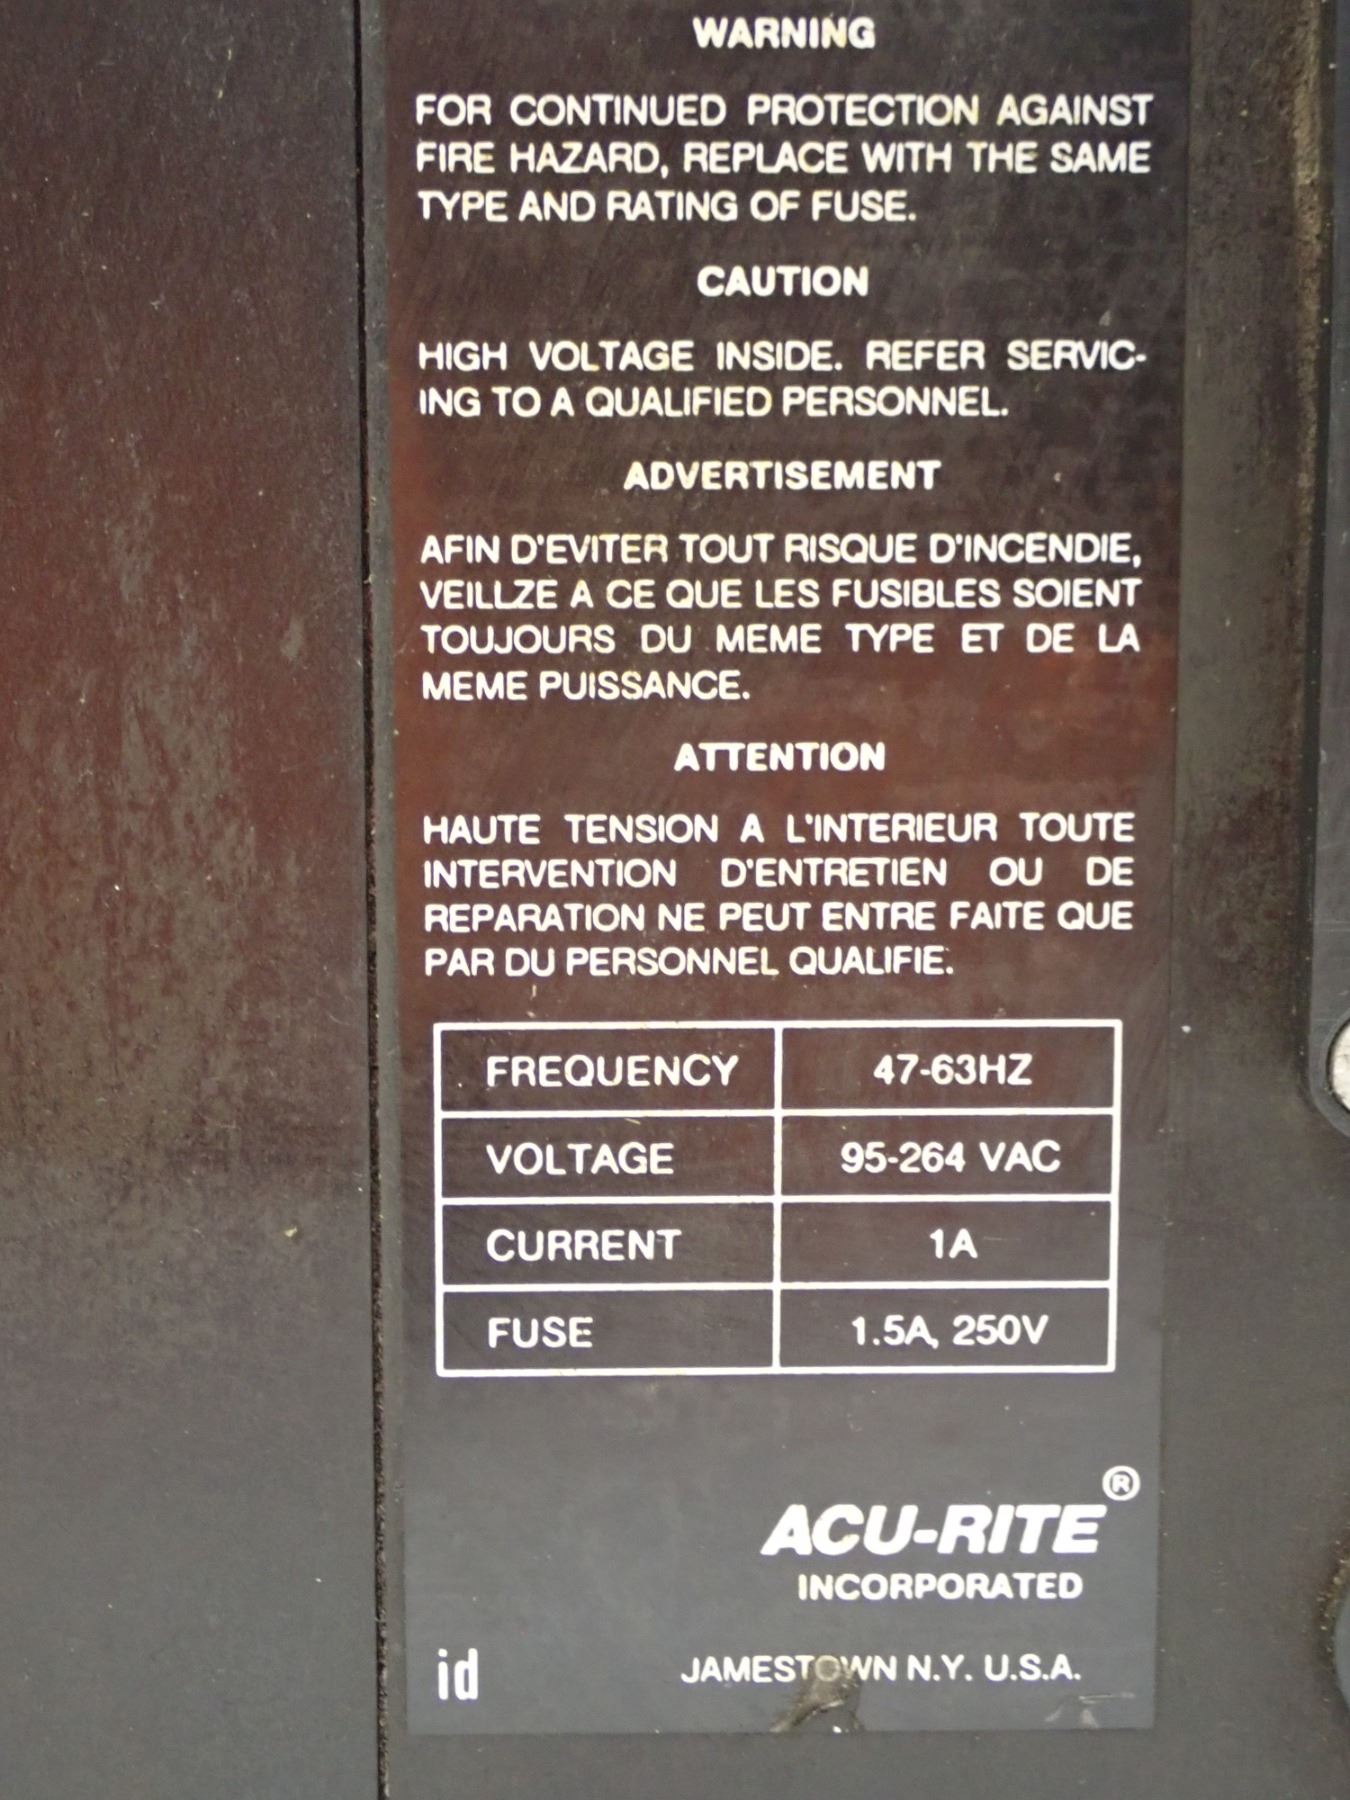 WARNING
FOR CONTINUED PROTECTION AGAINST
FIRE HAZARD, REPLACE WITH THE SAME
TYPE AND RATING OF FUSE.
CAUTION
HIGH VOLTAGE INSIDE. REFER SERVIC-
ING TO A QUALIFIED PERSONNEL.
ADVERTISEMENT
AFIN D'EVITER TOUT RISQUE D'INCENDIE,
VEILLZE A CE QUE LES FUSIBLES SOIENT
TOUJOURS DU MEME TYPE ET DE LA
MEME PUISSANCE.
ATTENTION
HAUTE TENSION A L'INTERIEUR TOUTE
INTERVENTION D'ENTRETIEN OU DE
REPARATION NE PEUT ENTRE FAITE QUE
PAR DU PERSONNEL QUALIFIE.
FREQUENCY 47-63HZ
VOLTAGE 95-264 VAC
CURRENT 1A
FUSE 1.5A, 250V
ACU-RITE®
INCORPORATED
id JAMESTOWN N.Y. U.S.A.